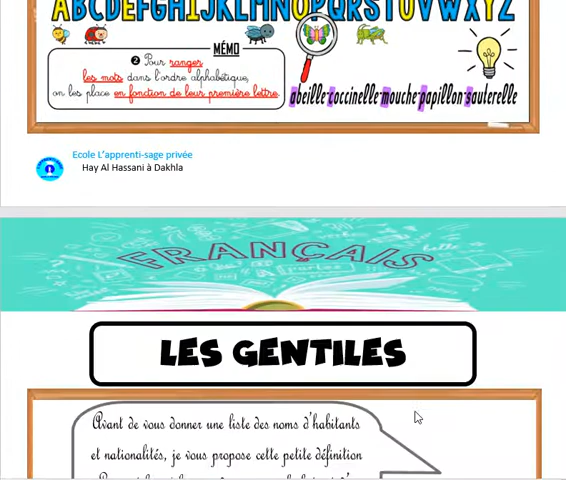 ABCDEFGHIJKLMNOPQRSTUVWXYZ
MÉMO
❷ Pour ranger
les mots dans l'ordre alphabétique,
on les place en fonction de leur première lettre.
abeille-coccinelle-mouche-papillon-sauterelle
Ecole L'apprenti-sage privée
Hay Al Hassani à Dakhla
FRANÇAIS
LES GENTILES
Avant de vous donner une liste des noms d'habitants
et nationalités, je vous propose cette petite définition